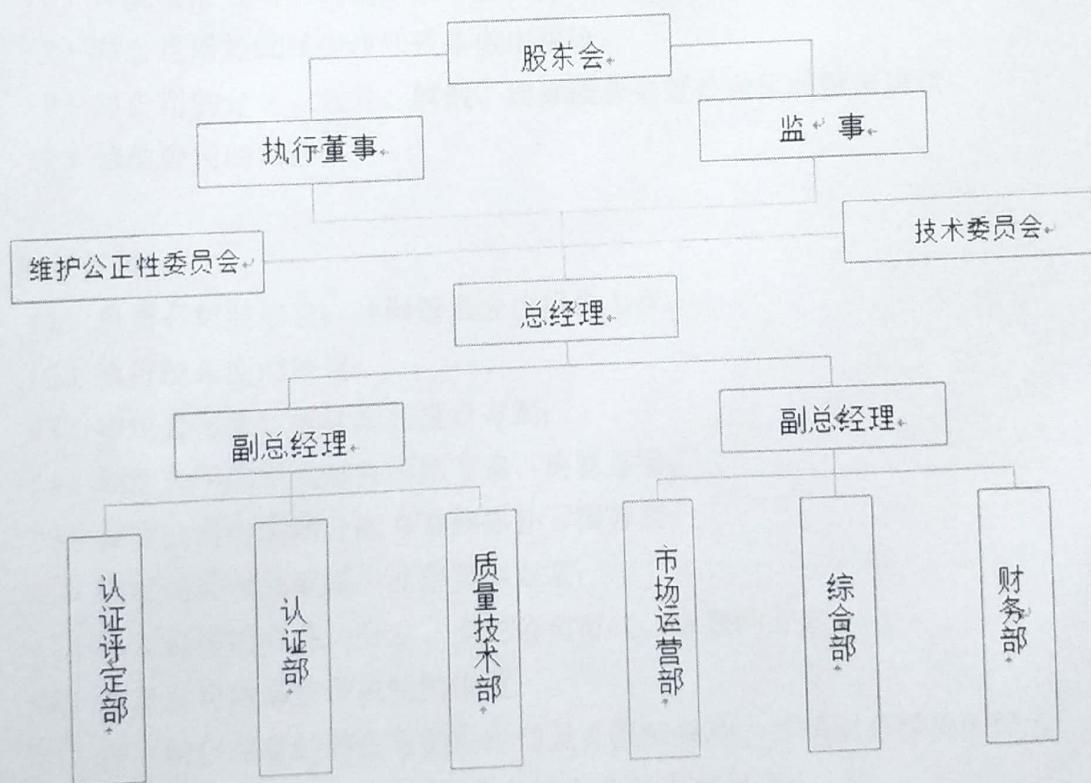 股东会
执行董事
监 事
维护公正性委员会
技术委员会
总经理
副总经理
副总经理
认证评定部
认证部
质量技术部
市场运营部
综合部
财务部